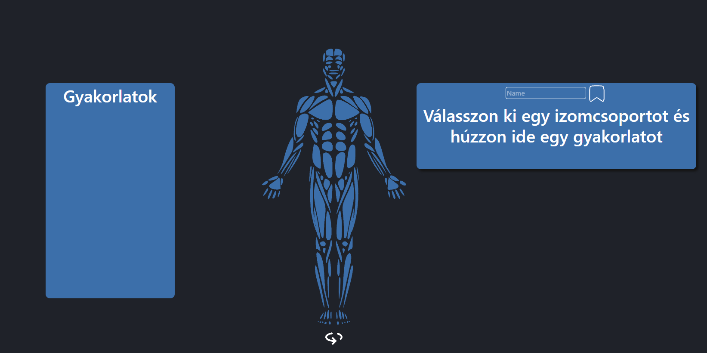 Gyakorlatok
Name
Válasszon ki egy izomcsoportot és
húzzon ide egy gyakorlatot